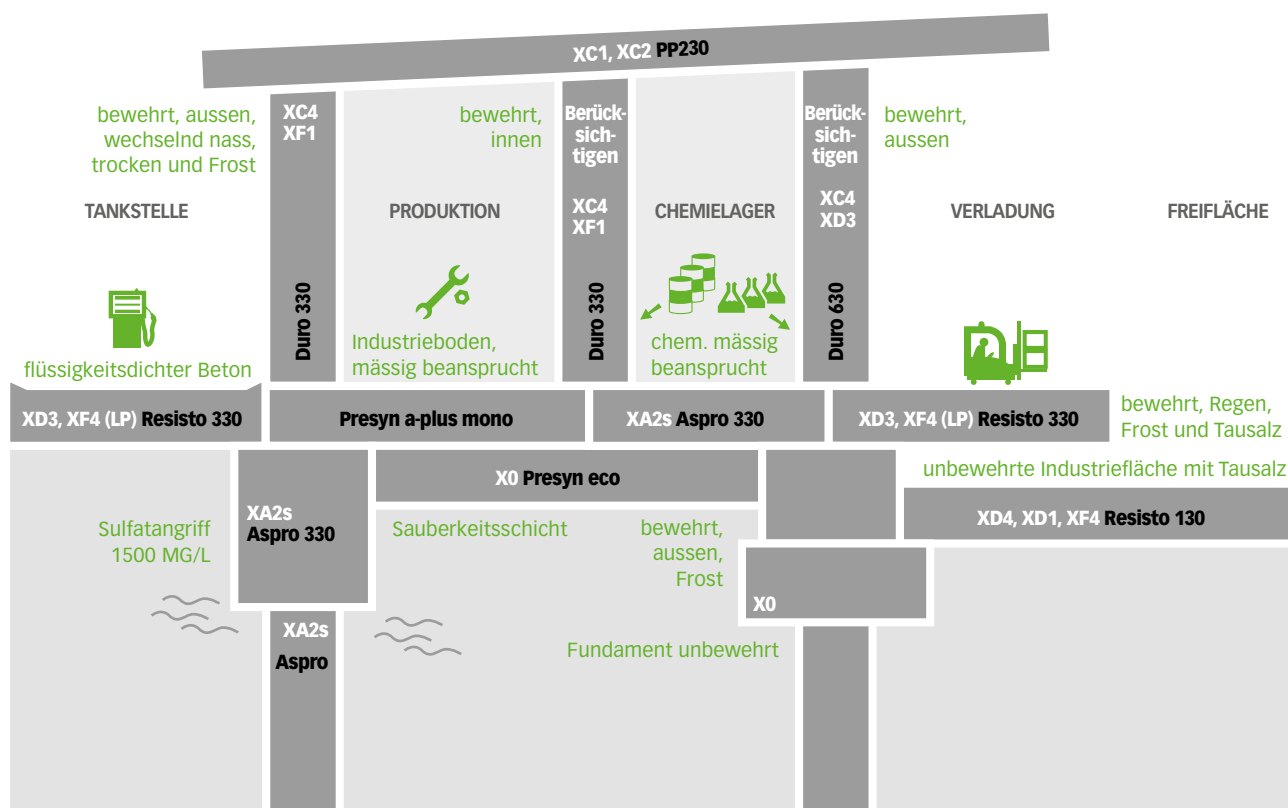 XC1, XC2 PP230
bewehrt, aussen,
wechselnd nass,
trocken und Frost
XC4
XF1
bewehrt,
innen
Berück-
sich-
tigen
Berück-
sich-
tigen
bewehrt,
aussen
XC4
XF1
XC4
XD3
TANKSTELLE
PRODUKTION
CHEMIELAGER
VERLADUNG
FREIFLÄCHE
Duro 330
Duro 330
Duro 630
flüssigkeitsdichter Beton
Industrieboden,
mässig beansprucht
chem. mässig
beansprucht
XD3, XF4 (LP) Resisto 330
Presyn a-plus mono
XA2s Aspro 330
XD3, XF4 (LP) Resisto 330
bewehrt, Regen,
Frost und Tausalz
X0 Presyn eco
unbewehrte Industriefläche mit Tausalz
XA2s
Aspro 330
Sulfatangriff
1500 MG/L
Sauberkeitsschicht
bewehrt,
aussen,
Frost
XD4, XD1, XF4 Resisto 130
X0
XA2s
Aspro
Fundament unbewehrt